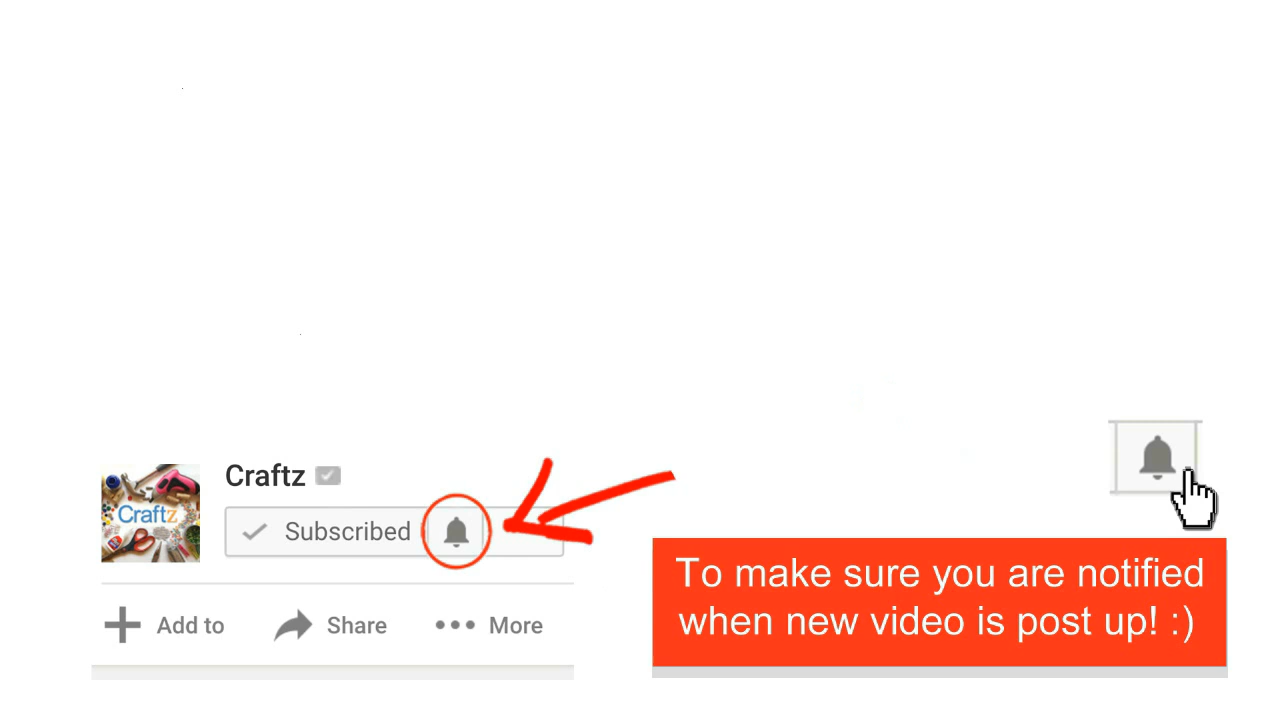 Craftz
Craftz
Subscribed
Add to
Share
More
To make sure you are notified
when new video is post up! :)